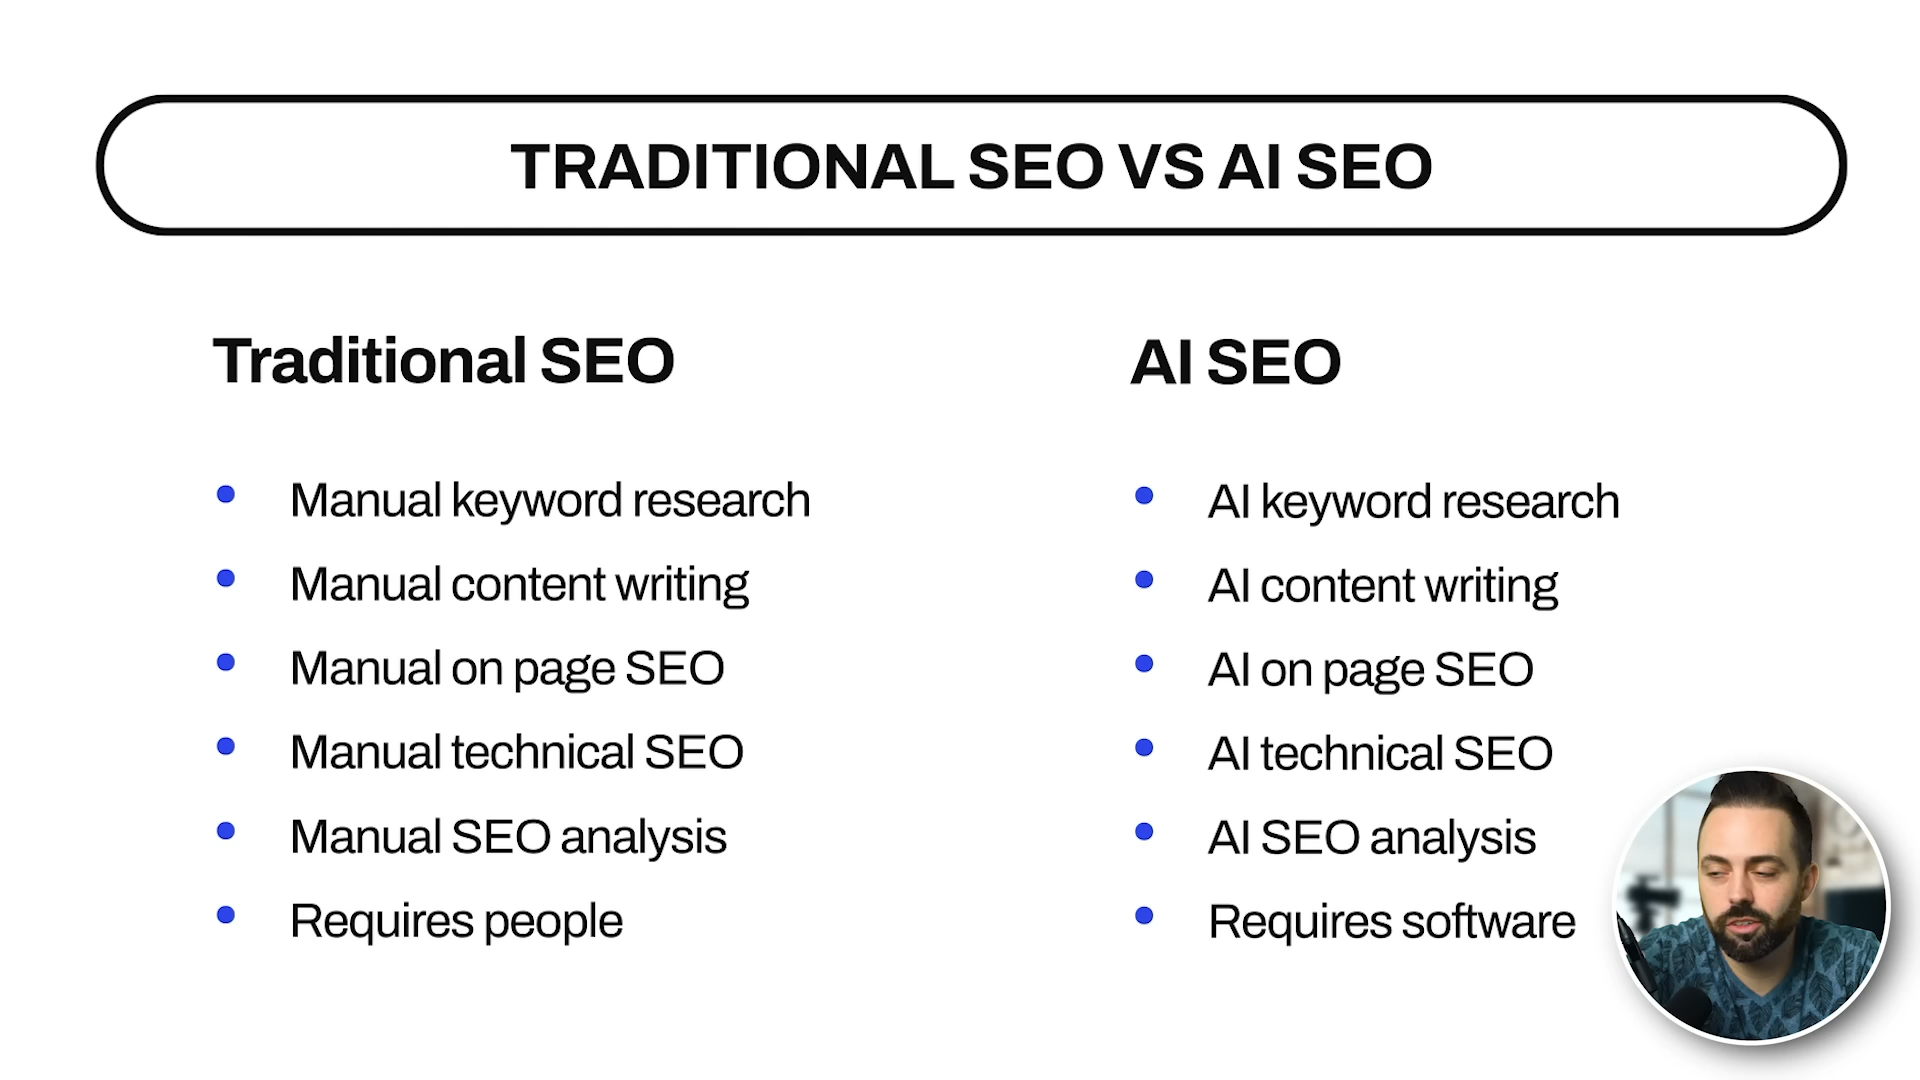 TRADITIONAL SEO VS AI SEO
Traditional SEO
Manual keyword research
Manual content writing
Manual on page SEO
Manual technical SEO
Manual SEO analysis
Requires people
AI SEO
AI keyword research
AI content writing
AI on page SEO
AI technical SEO
AI SEO analysis
Requires software